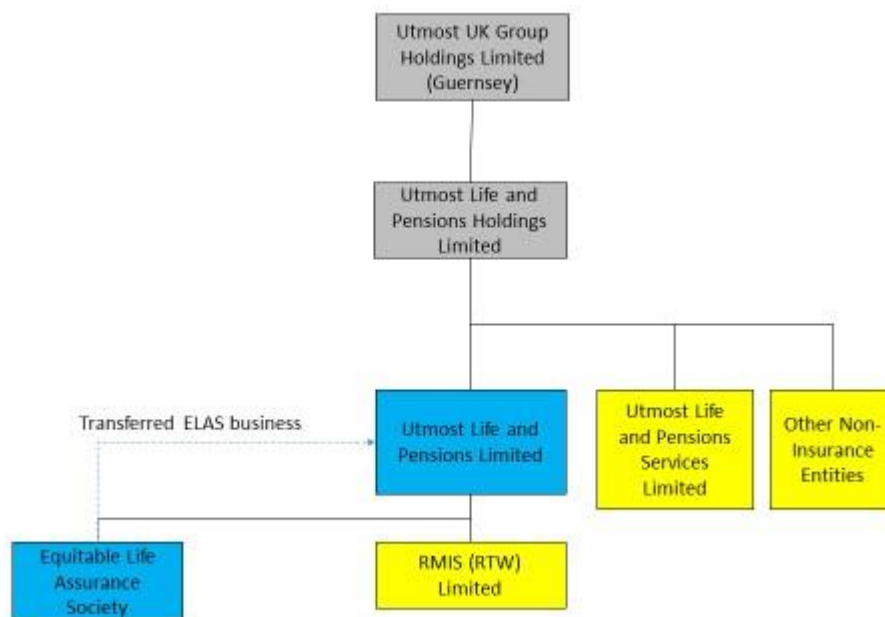 Utmost UK Group
Holdings Limited
(Guernsey)
Utmost Life and
Pensions Holdings
Limited
Transferred ELAS business
Utmost Life and
Pensions Limited
Utmost Life
and Pensions
Services
Limited
Other Non-
Insurance
Entities
Equitable Life
Assurance
Society
RMIS (RTW)
Limited